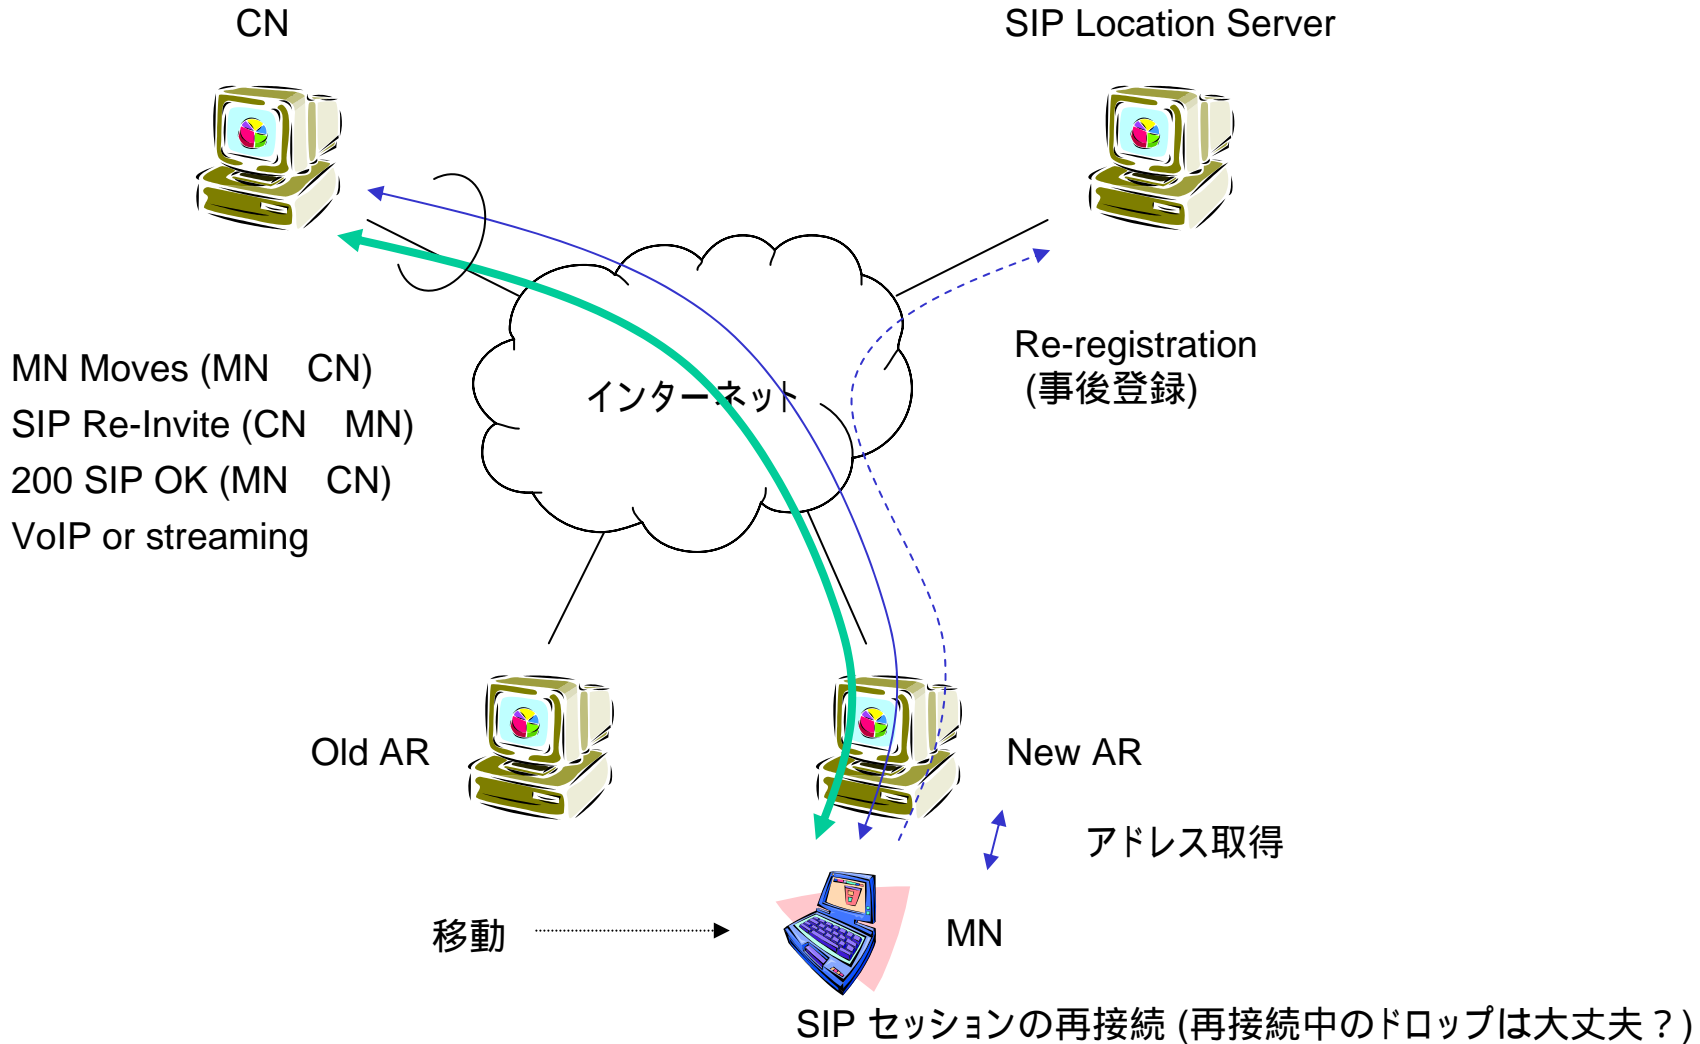 CN
SIP Location Server
MN Moves (MN　CN)
SIP Re-Invite (CN　MN)
200 SIP OK (MN　CN)
VoIP or streaming
インターネット
Re-registration
(事後登録)
Old AR
New AR
アドレス取得
移動
MN
SIP セッションの再接続 (再接続中のドロップは大丈夫？)